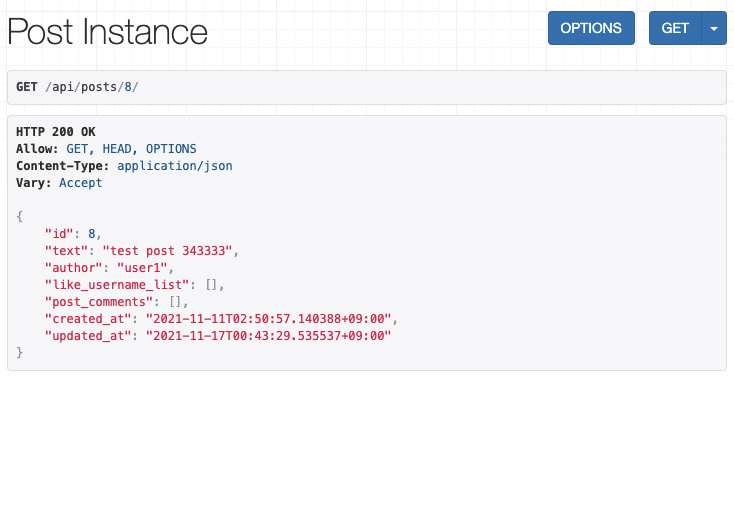 Post Instance
OPTIONS
GET
GET /api/posts/8/
HTTP 200 OK
Allow: GET, HEAD, OPTIONS
Content-Type: application/json
Vary: Accept
{
    "id": 8,
    "text": "test post 343333",
    "author": "user1",
    "like_username_list": [],
    "post_comments": [],
    "created_at": "2021-11-11T02:50:57.140388+09:00",
    "updated_at": "2021-11-17T00:43:29.535537+09:00"
}